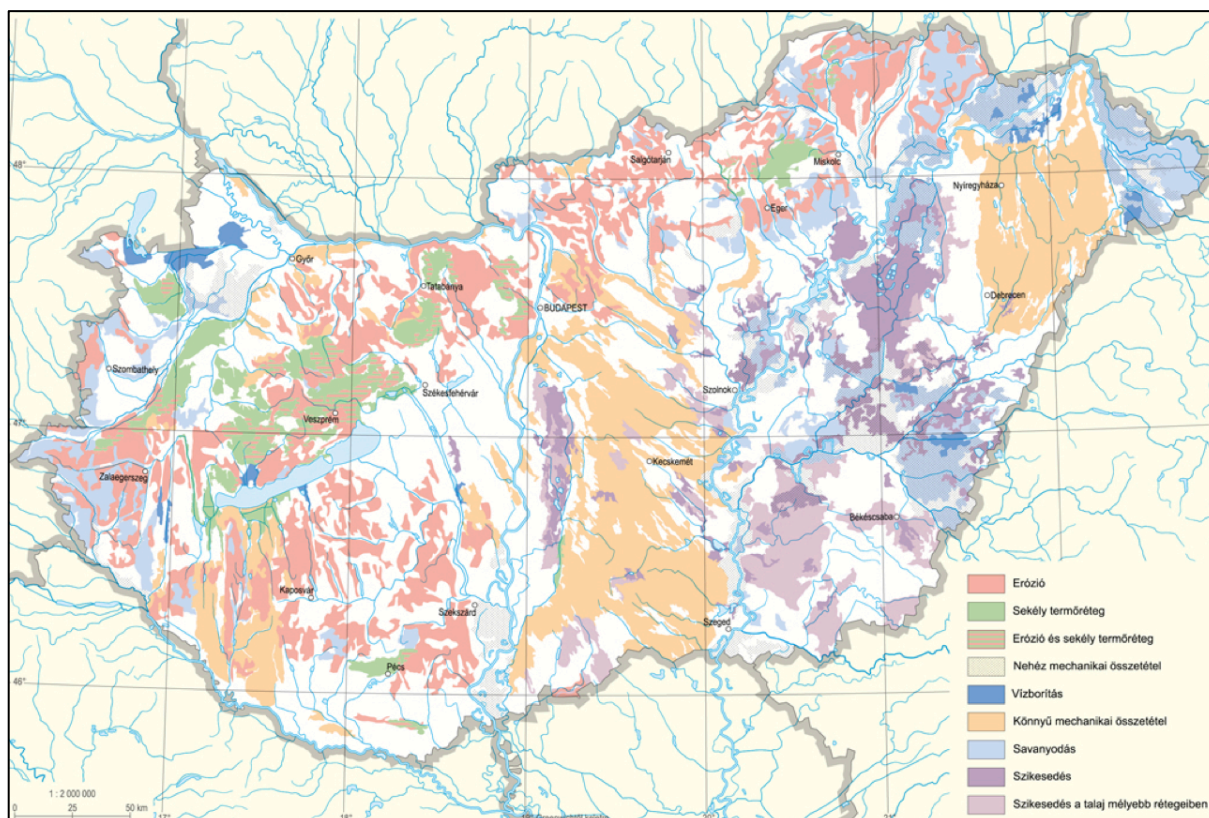 48°
Salgótarján
Miskolc
Nyíregyháza
Eger
Győr
Tatabánya
BUDAPEST
Debrecen
Szombathely
Székesfehérvár
Szolnok
Veszprém
47°
Zalaegerszeg
Kecskemét
Békéscsaba
Kaposvár
Szekszárd
Szeged
Pécs
46°
Erózió
Sekély termőréteg
Erózió és sekély termőréteg
Nehéz mechanikai összetétel
Vízborítás
Könnyű mechanikai összetétel
Savanyodás
Szikesedés
Szikesedés a talaj mélyebb rétegeiben
1 : 2 000 000
0 25 50 km